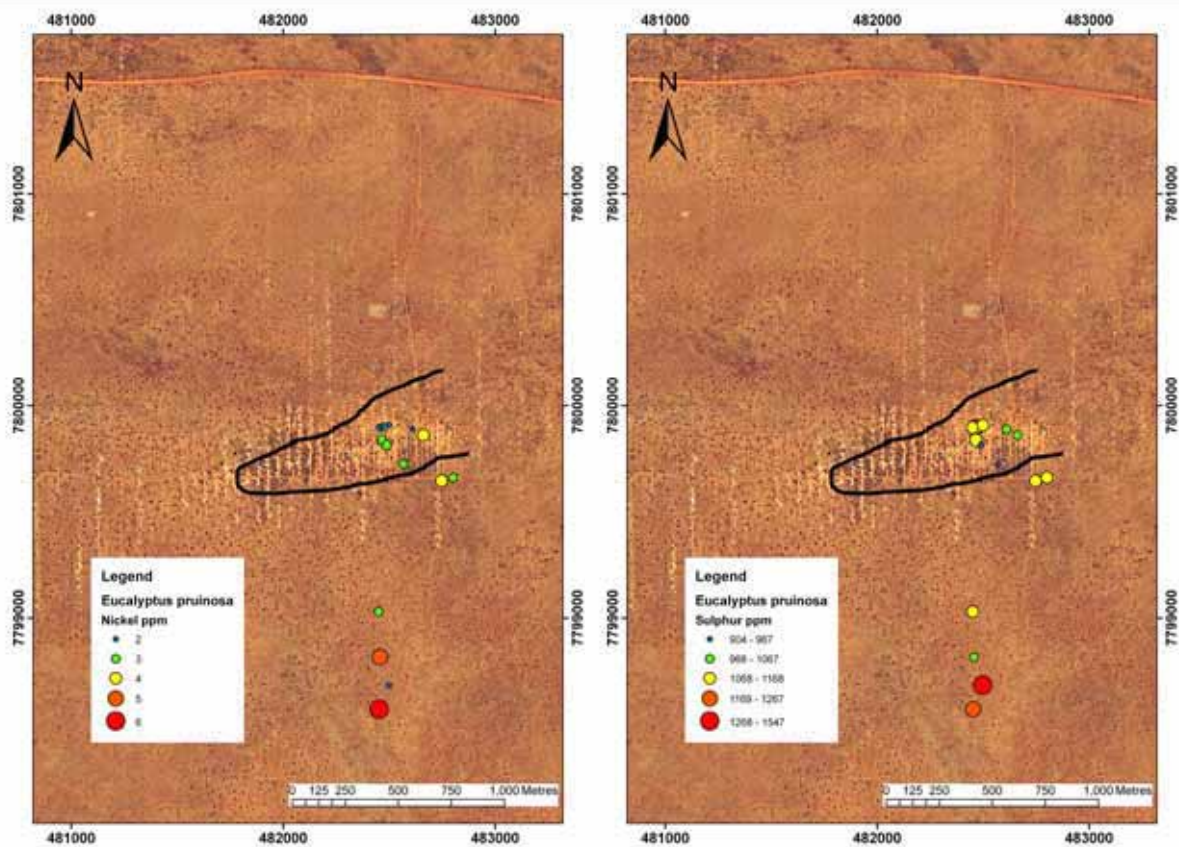 481000 482000 483000
481000 482000 483000
N
N
7801000
7801000
7801000
7801000
7800000
7800000
7800000
7800000
7799000
7799000
7799000
7799000
Legend
Eucalyptus pruinosa
Nickel ppm
2
3
4
5
6
Legend
Eucalyptus pruinosa
Sulphur ppm
934 - 967
968 - 1067
1068 - 1168
1169 - 1267
1268 - 1547
0 125 250 500 750 1,000 Metres
0 125 250 500 750 1,000 Metres
481000 482000 483000
481000 482000 483000